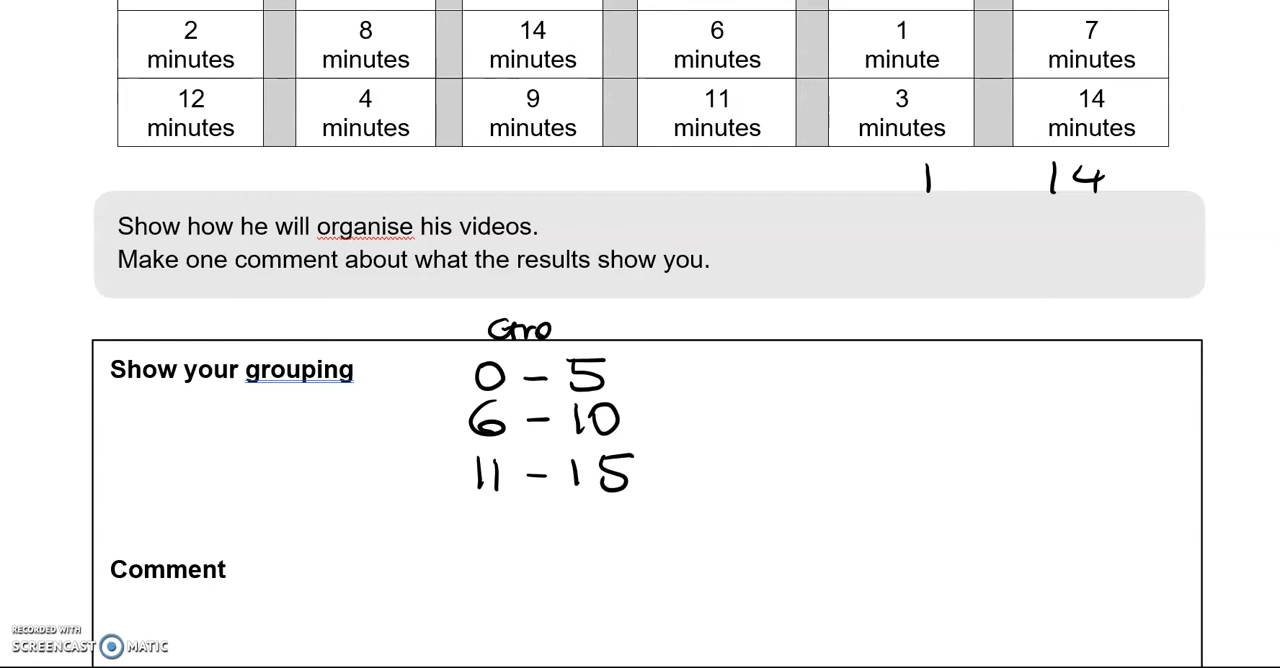 2 8 14 6 1 7
minutes minutes minutes minutes minute minutes
12 4 9 11 3 14
minutes minutes minutes minutes minutes minutes
1 14
Show how he will organise his videos.
Make one comment about what the results show you.
Gro
Show your grouping 0 - 5
6 - 10
11 - 15
Comment
RECORDED WITH
SCREENCAST MATIC